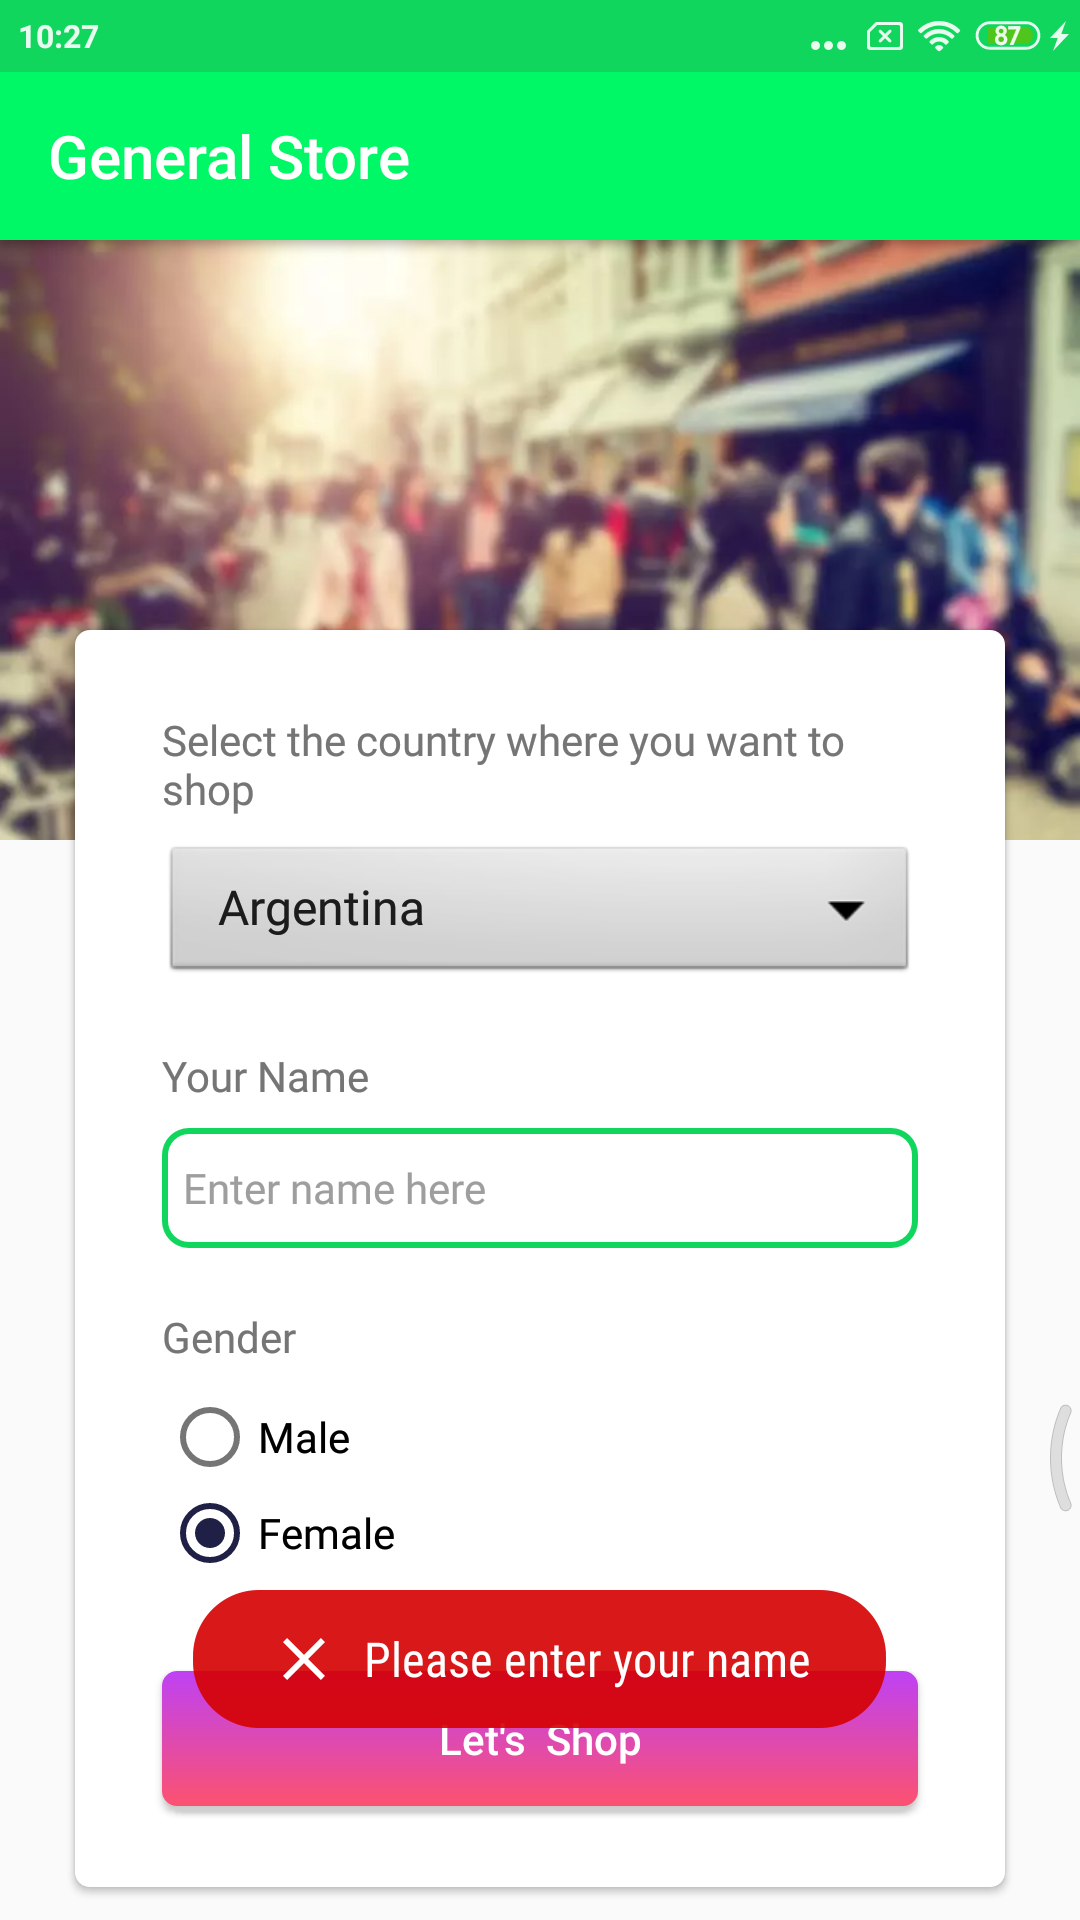 10:27
87
General Store
Select the country where you want to
shop
Argentina
Your Name
Enter name here
Gender
Male
Female
Please enter your name
Let's Shop